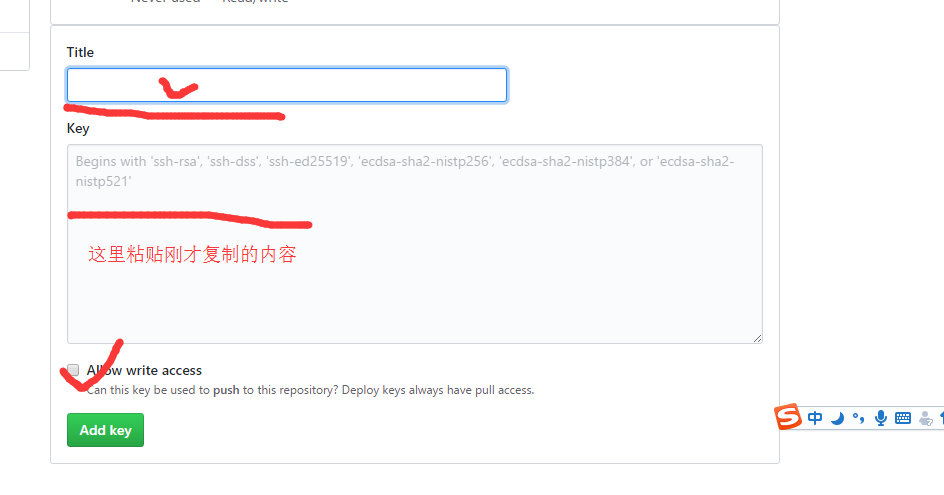 Never used — Read/write
Title
Key
Begins with 'ssh-rsa', 'ssh-dss', 'ssh-ed25519', 'ecdsa-sha2-nistp256', 'ecdsa-sha2-nistp384', or 'ecdsa-sha2-
nistp521'
这里粘贴刚才复制的内容
Allow write access
Can this key be used to push to this repository? Deploy keys always have pull access.
Add key
S 中